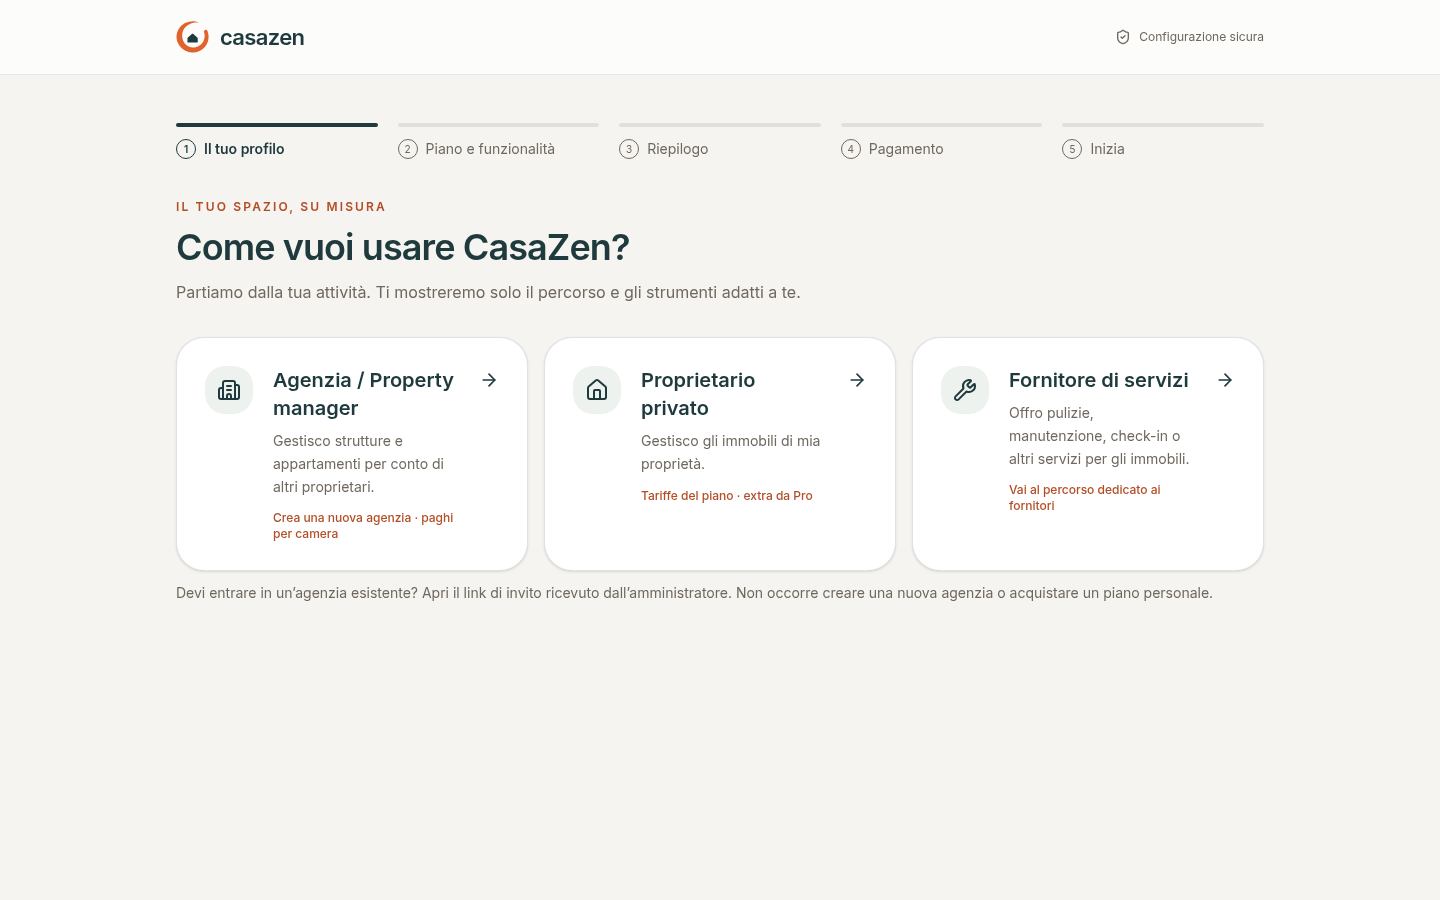 casazen
Configurazione sicura
1 Il tuo profilo
2 Piano e funzionalità
3 Riepilogo
4 Pagamento
5 Inizia
IL TUO SPAZIO, SU MISURA
Come vuoi usare CasaZen?
Partiamo dalla tua attività. Ti mostreremo solo il percorso e gli strumenti adatti a te.
Agenzia / Property
manager
Gestisco strutture e
appartamenti per conto di
altri proprietari.
Crea una nuova agenzia · paghi
per camera
Proprietario
privato
Gestisco gli immobili di mia
proprietà.
Tariffe del piano · extra da Pro
Fornitore di servizi
Offro pulizie,
manutenzione, check-in o
altri servizi per gli immobili.
Vai al percorso dedicato ai
fornitori
Devi entrare in un’agenzia esistente? Apri il link di invito ricevuto dall’amministratore. Non occorre creare una nuova agenzia o acquistare un piano personale.